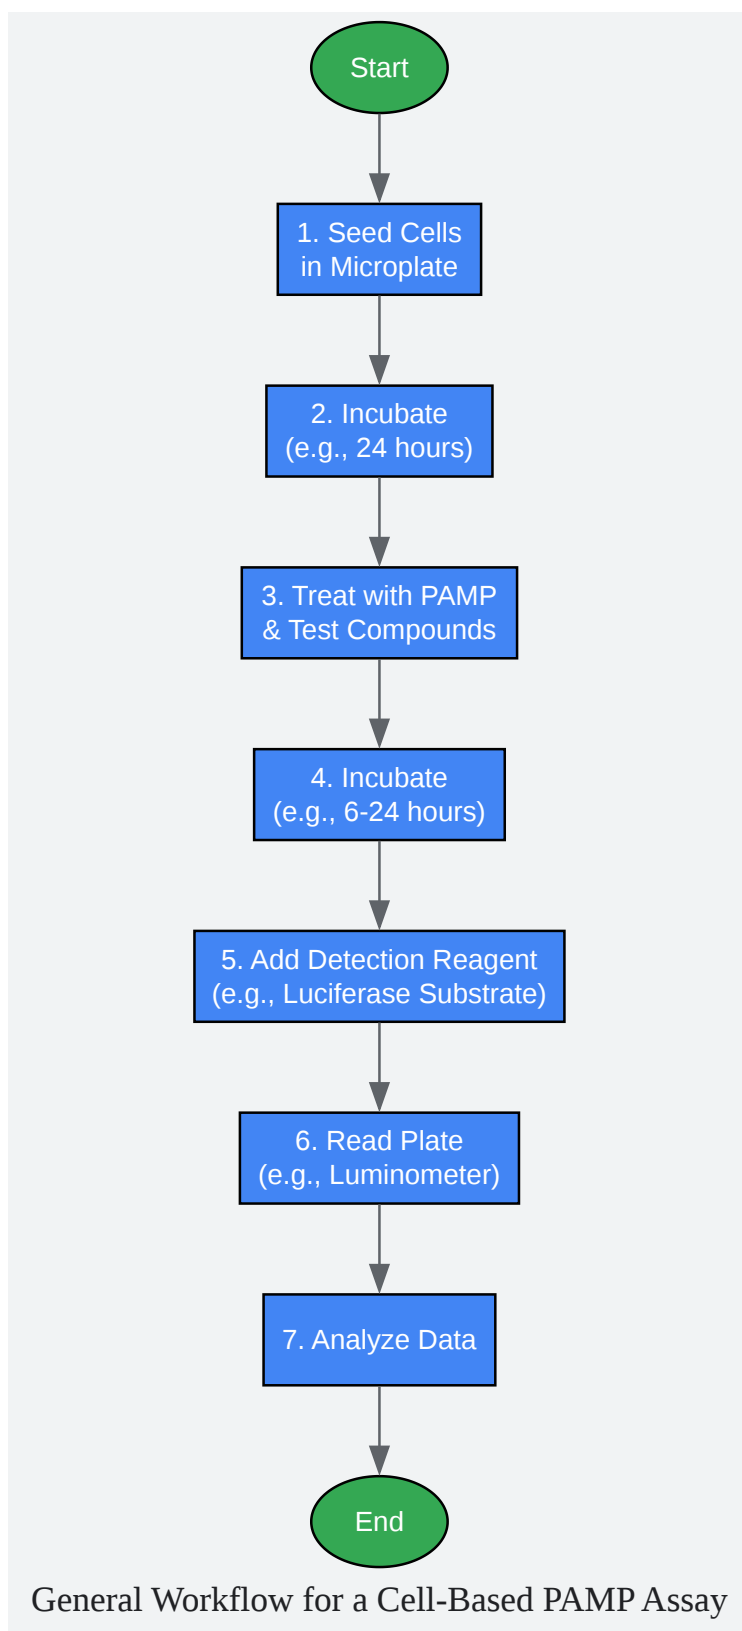 Start
1. Seed Cells
in Microplate
2. Incubate
(e.g., 24 hours)
3. Treat with PAMP
& Test Compounds
4. Incubate
(e.g., 6-24 hours)
5. Add Detection Reagent
(e.g., Luciferase Substrate)
6. Read Plate
(e.g., Luminometer)
7. Analyze Data
End
General Workflow for a Cell-Based PAMP Assay